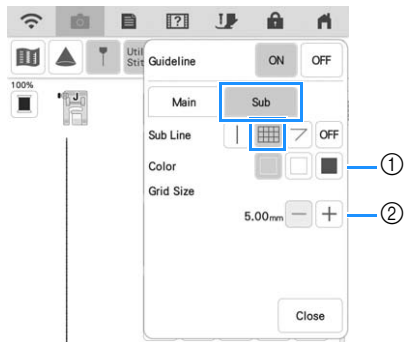 Guideline ON OFF
Util
Stit
100%
J
Main Sub
Sub Line OFF
Color ①
Grid Size
5.00mm − + ②
Close